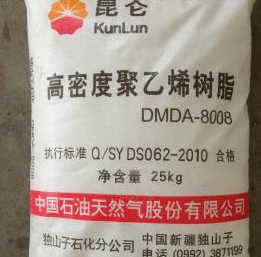 昆仑
KunLun
高密度聚乙烯树脂
DMDA-8008
执行标准 Q/SY DS062-2010 合格
净含量 25kg
中国石油天然气股份有限公司
独山子石化分公司 中国新疆独山子
电话 (0992) 3871199